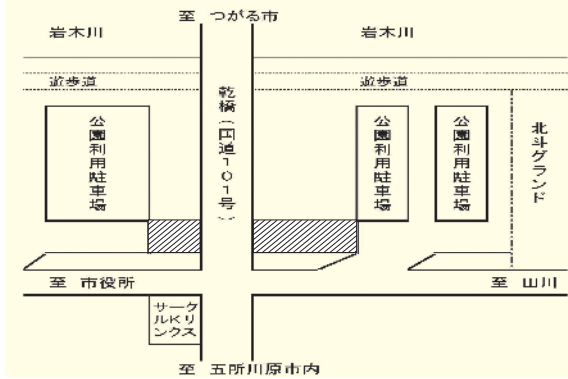 至 つがる市
岩木川
岩木川
遊歩道
遊歩道
乾橋(国道101号)
公園利用駐車場
公園利用駐車場
公園利用駐車場
北斗グランド
至 市役所
至 山川
サーク
ルKリ
ンクス
至 五所川原市内